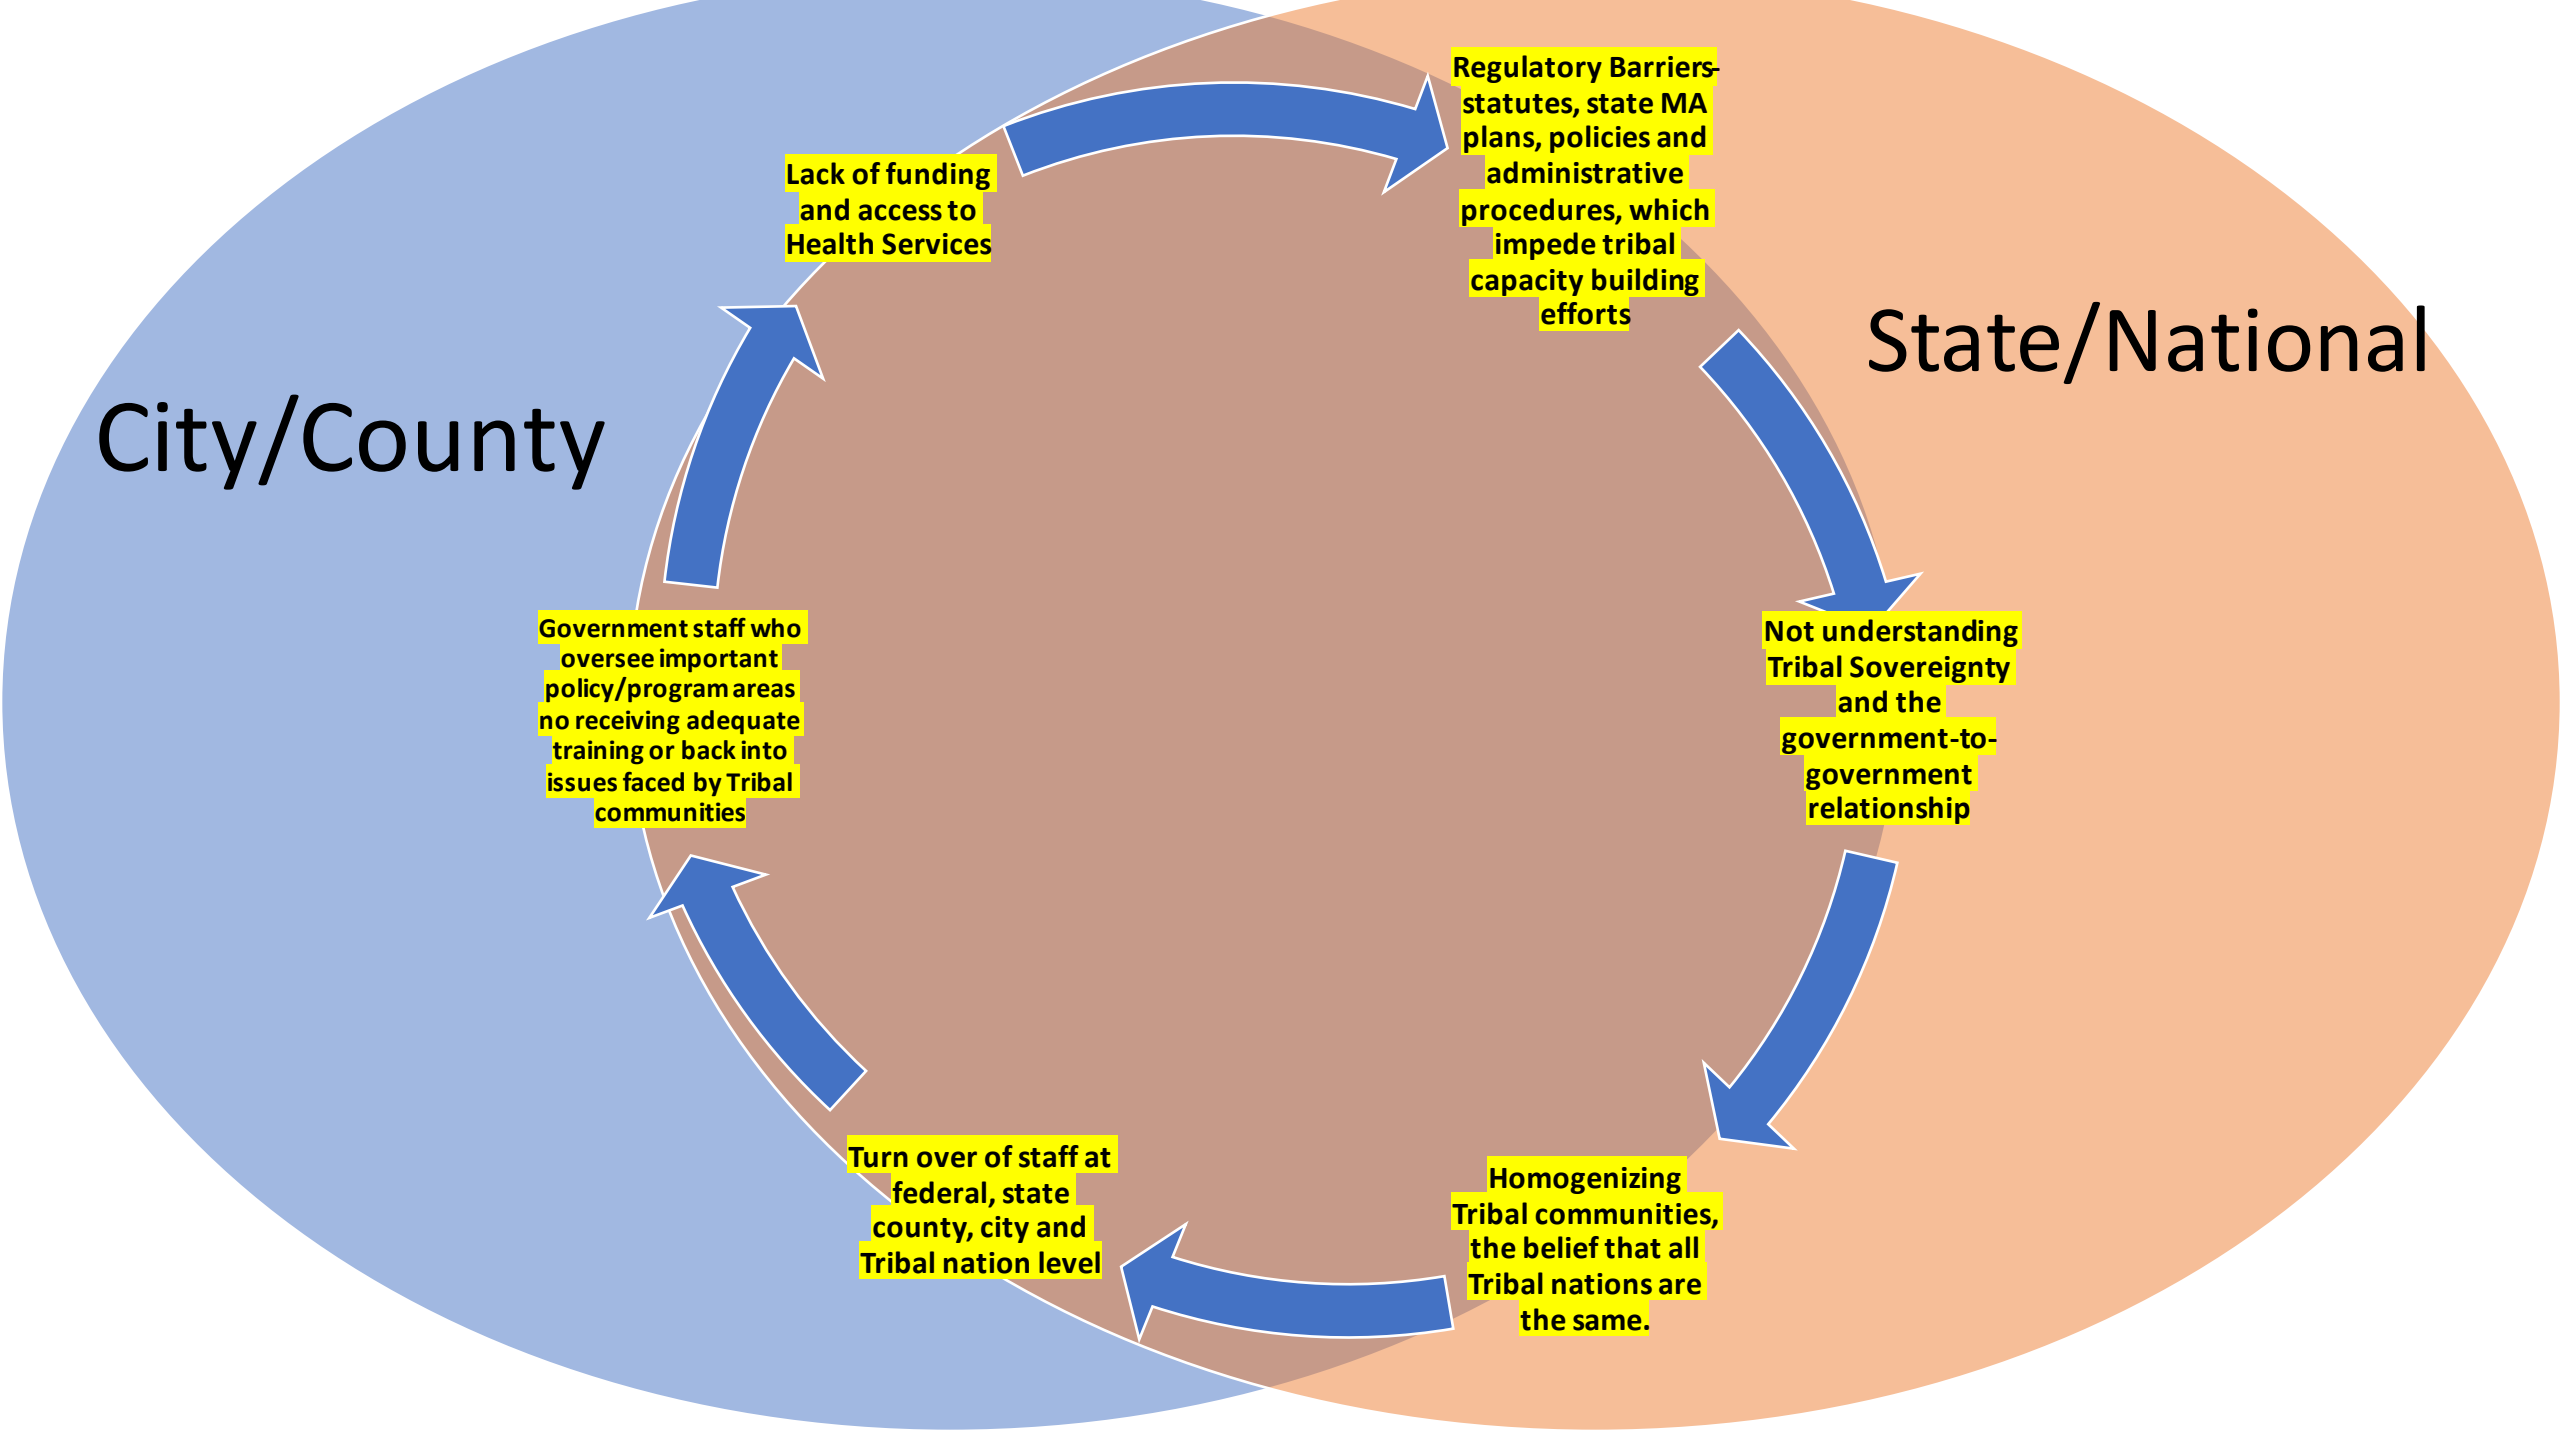 Regulatory Barriers-
statutes, state MA
plans, policies and
administrative
procedures, which
impede tribal
capacity building
efforts
Lack of funding
and access to
Health Services
State/National
City/County
Government staff who
oversee important
policy/program areas
no receiving adequate
training or back into
issues faced by Tribal
communities
Not understanding
Tribal Sovereignty
and the
government-to-
government
relationship
Turn over of staff at
federal, state
county, city and
Tribal nation level
Homogenizing
Tribal communities,
the belief that all
Tribal nations are
the same.